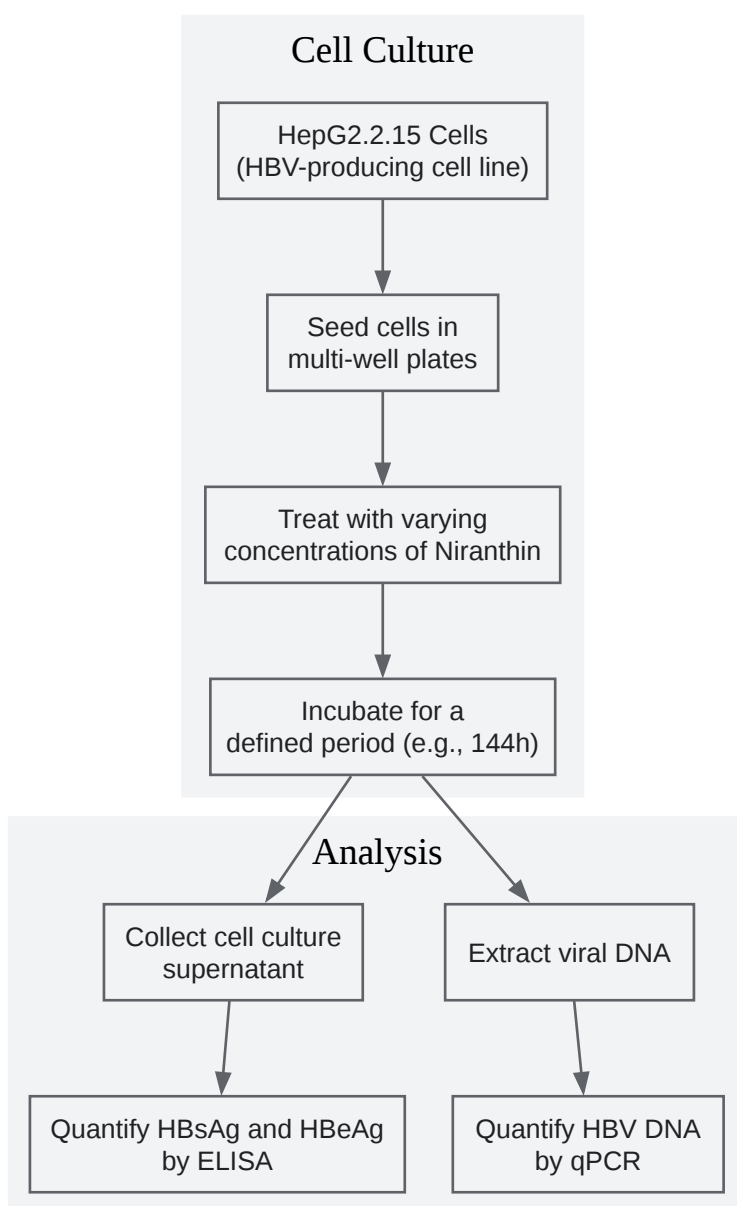 Cell Culture
HepG2.2.15 Cells
(HBV-producing cell line)
Seed cells in
multi-well plates
Treat with varying
concentrations of Niranthin
Incubate for a
defined period (e.g., 144h)
Analysis
Collect cell culture
supernatant
Extract viral DNA
Quantify HBsAg and HBeAg
by ELISA
Quantify HBV DNA
by qPCR